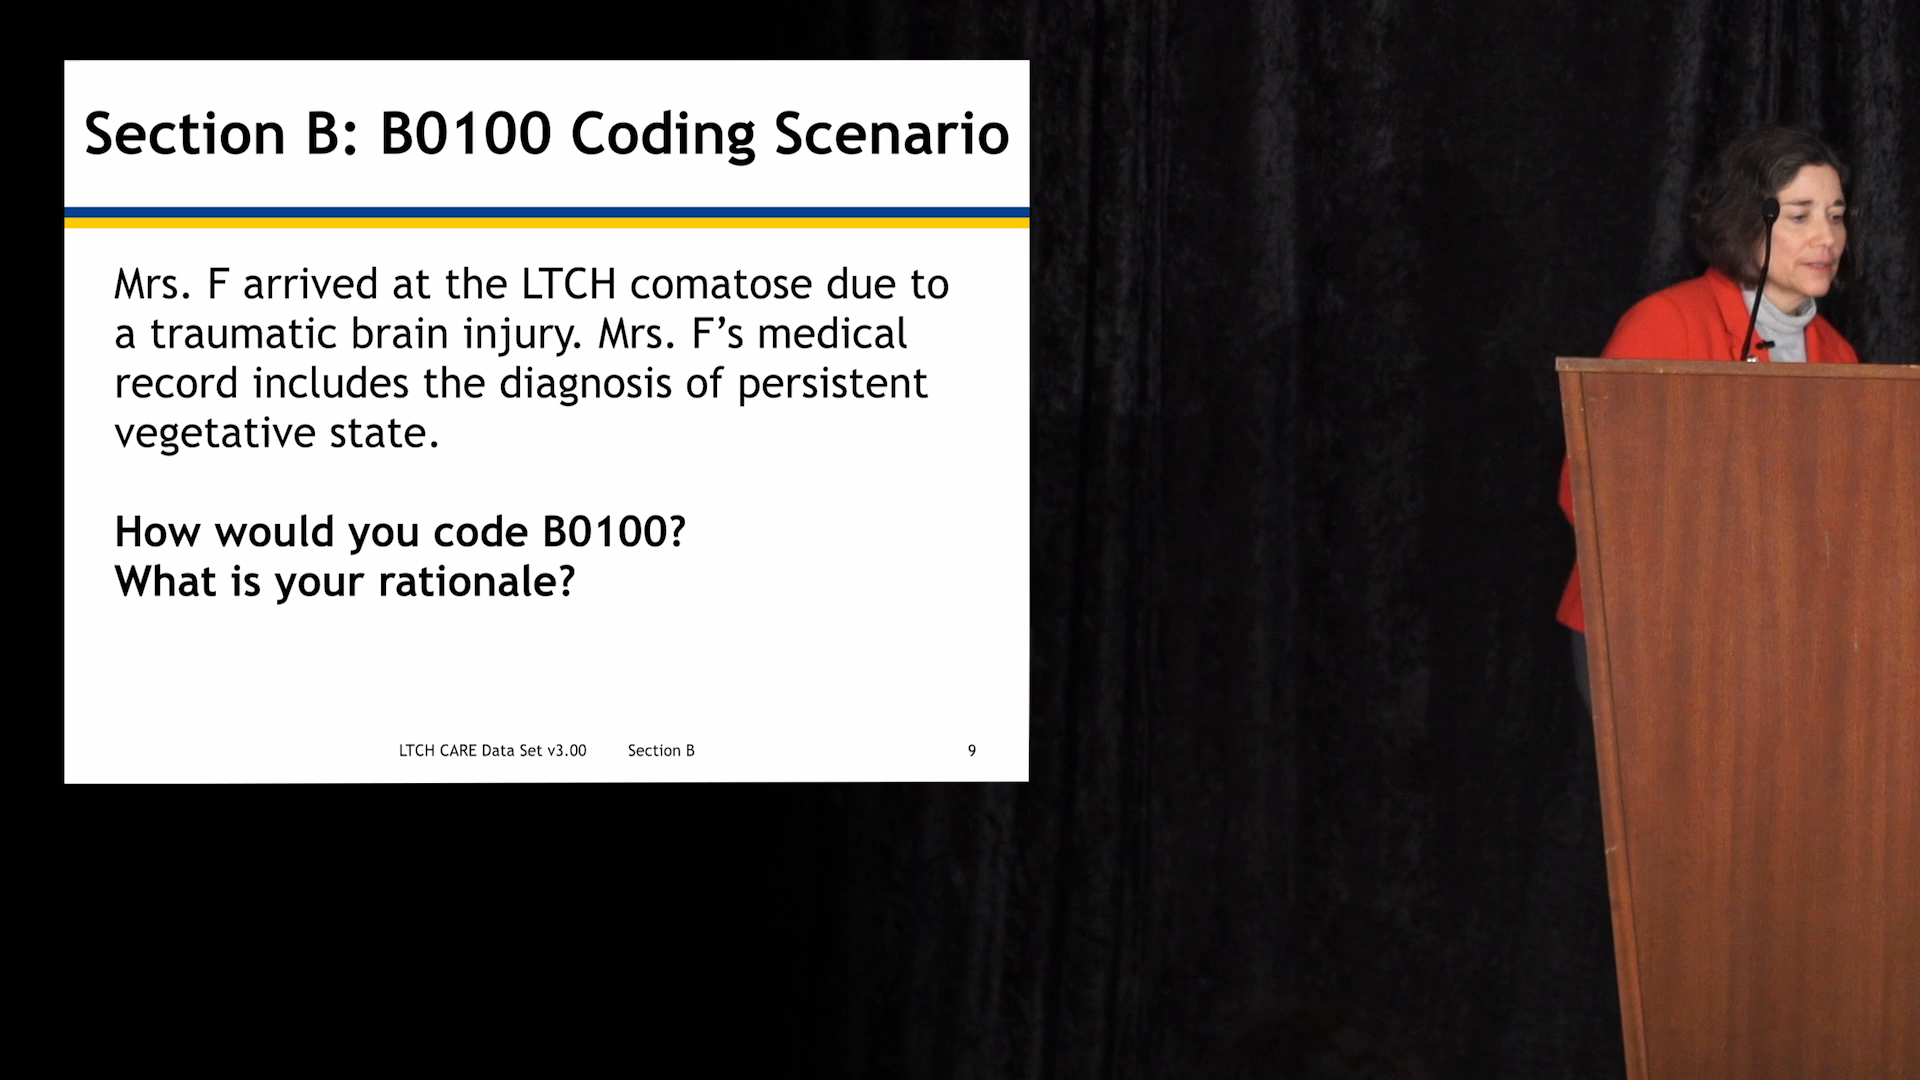 Section B: B0100 Coding Scenario
Mrs. F arrived at the LTCH comatose due to
a traumatic brain injury. Mrs. F’s medical
record includes the diagnosis of persistent
vegetative state.
How would you code B0100?
What is your rationale?
LTCH CARE Data Set v3.00 Section B 9